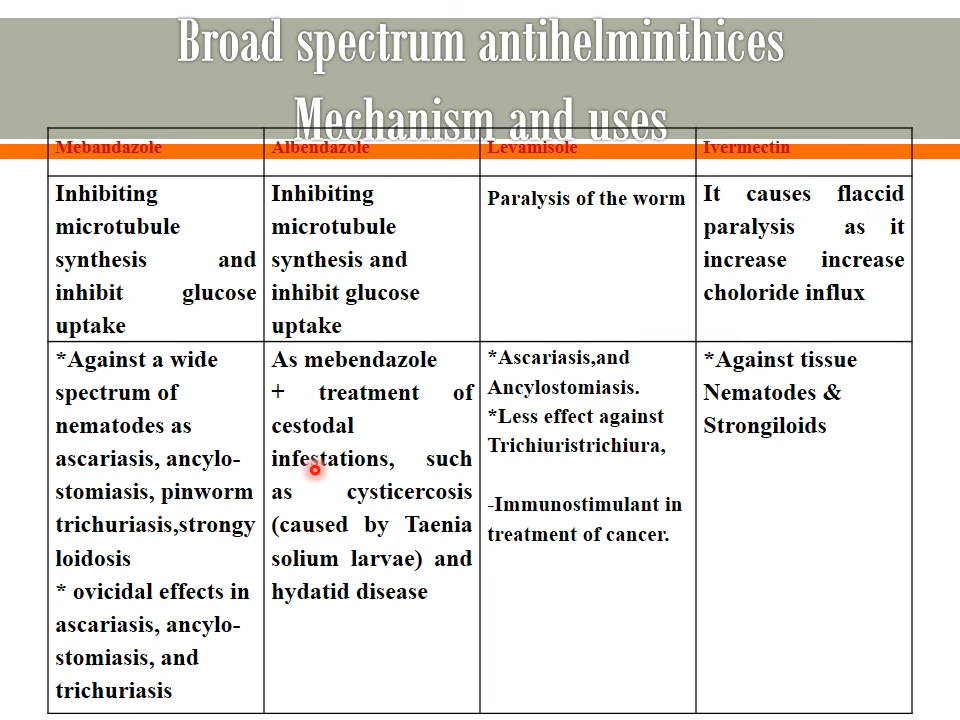 Broad spectrum antihelminthices
Mechanism and uses
Mebandazole
Albendazole
Levamisole
Ivermectin
Inhibiting
microtubule
synthesis and
inhibit glucose
uptake
Inhibiting
microtubule
synthesis and
inhibit glucose
uptake
Paralysis of the worm
It causes flaccid
paralysis as it
increase increase
choloride influx
*Against a wide
spectrum of
nematodes as
ascariasis, ancylo-
stomiasis, pinworm
trichuriasis,strongy
loidosis
* ovicidal effects in
ascariasis, ancylo-
stomiasis, and
trichuriasis
As mebendazole
+ treatment of
cestodal
infestations, such
as cysticercosis
(caused by Taenia
solium larvae) and
hydatid disease
*Ascariasis,and
Ancylostomiasis.
*Less effect against
Trichiuristrichiura,
-Immunostimulant in
treatment of cancer.
*Against tissue
Nematodes &
Strongiloids